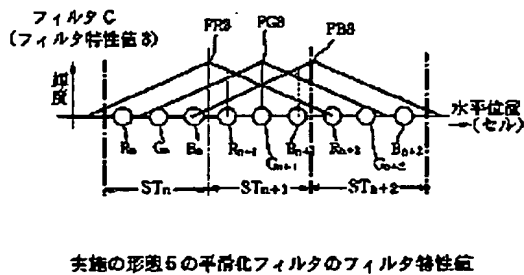 フィルタC
(フィルタ特性値3)
FR3 FG3 FB3
輝度
水平位置
(セル)
Rn Gn Bn Rn+1 Gn+1 Bn+1 Rn+2 Gn+2 Bn+2
STn STn+1 STn+2
実施の形態5の平滑化フィルタのフィルタ特性値